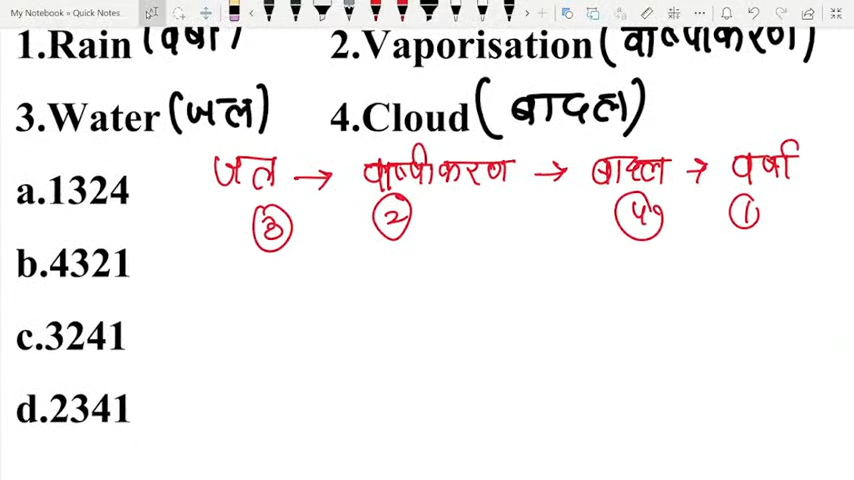 My Notebook » Quick Notes
1.Rain (वर्षा) 2.Vaporisation (वाष्पीकरण)
3.Water (जल) 4.Cloud (बादल)
जल → वाष्पीकरण → बादल → वर्षा
3 2 4 1
a.1324
b.4321
c.3241
d.2341